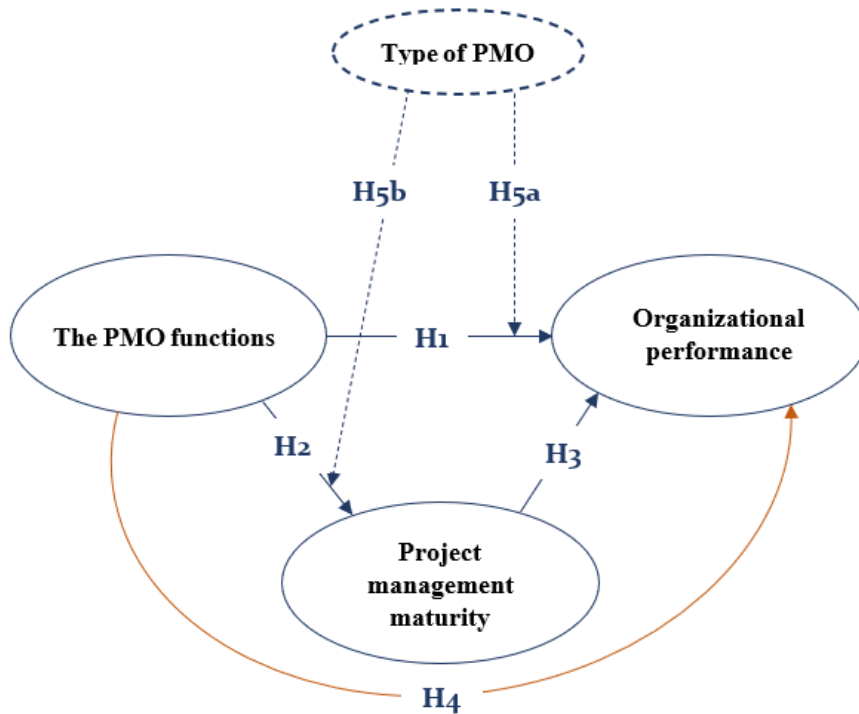 Type of PMO
H5b
H5a
The PMO functions
H1
Organizational
performance
H2
H3
Project
management
maturity
H4